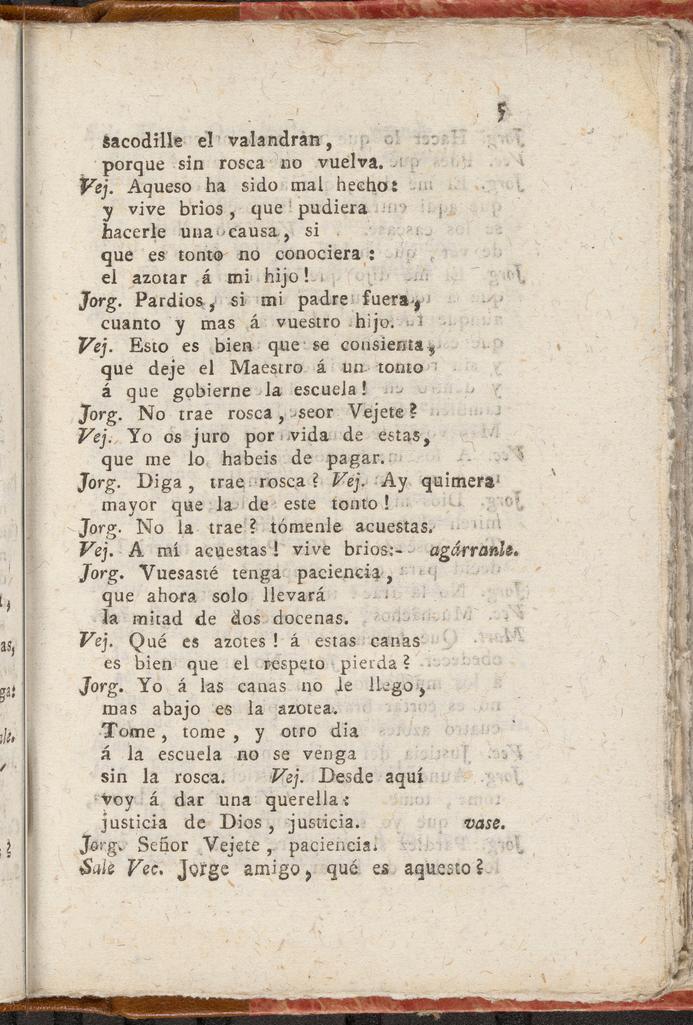 5
sacodille el valandran,
porque sin rosca no vuelva.
Vej. Aqueso ha sido mal hecho:
y vive brios, que pudiera
hacerle una causa, si
que es tonto no conociera:
el azotar á mi hijo!
Jorg. Pardios, si mi padre fuera,
cuanto y mas á vuestro hijo.
Vej. Esto es bien que se consienta,
que deje el Maestro á un tonto
á que gobierne la escuela!
Jorg. No trae rosca, seor Vejete?
Vej. Yo os juro por vida de estas,
que me lo habeis de pagar.
Jorg. Diga, trae rosca? Vej. Ay quimera
mayor que la de este tonto!
Jorg. No la trae? tómenle acuestas.
Vej. A mí acuestas! vive brios:- agárranle.
Jorg. Vuesasté tenga paciencia,
que ahora solo llevará
la mitad de dos docenas.
Vej. Qué es azotes! á estas canas
es bien que el respeto pierda?
Jorg. Yo á las canas no le llego,
mas abajo es la azotea.
Tome, tome, y otro dia
á la escuela no se venga
sin la rosca. Vej. Desde aquí
voy á dar una querella:
justicia de Dios, justicia. vase.
Jorg. Señor Vejete, paciencia.
Sale Vec. Jorge amigo, qué es aquesto?